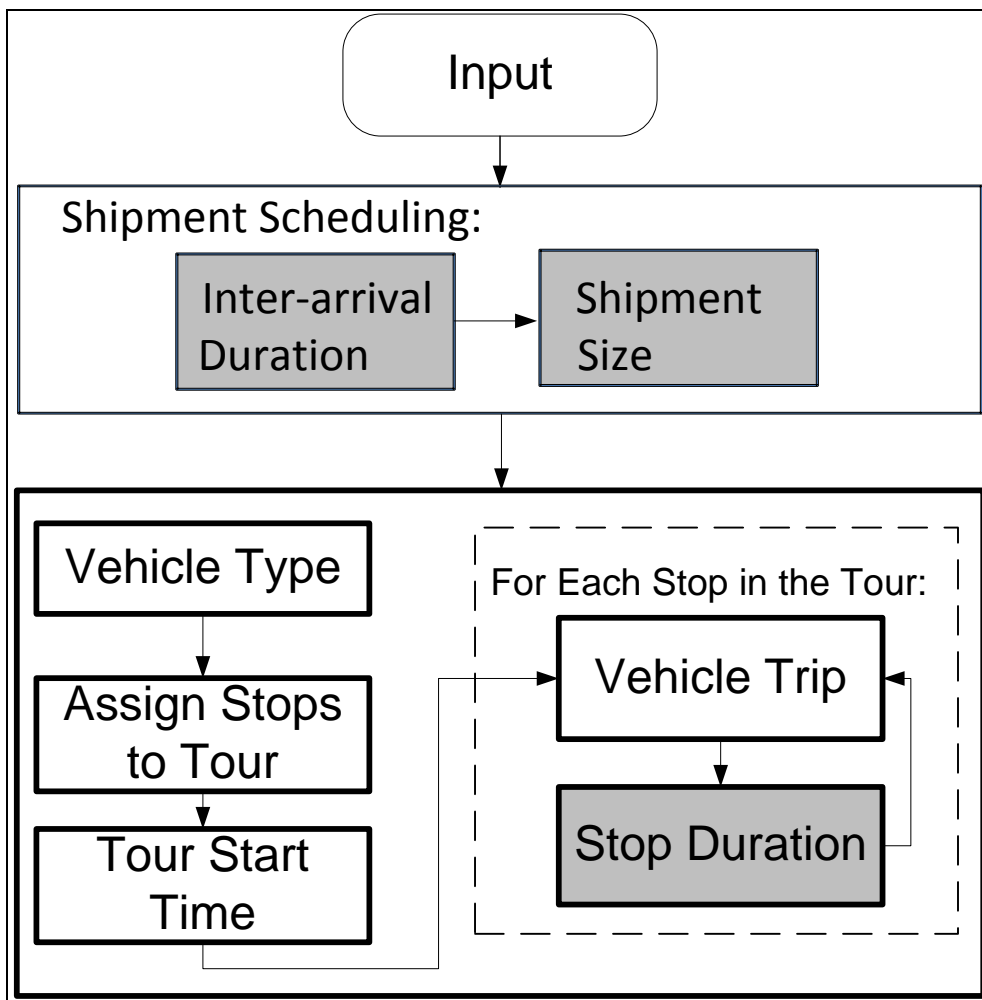 Input
Shipment Scheduling:
Inter-arrival
Duration
Shipment
Size
Vehicle Type
Assign Stops
to Tour
Tour Start
Time
For Each Stop in the Tour:
Vehicle Trip
Stop Duration